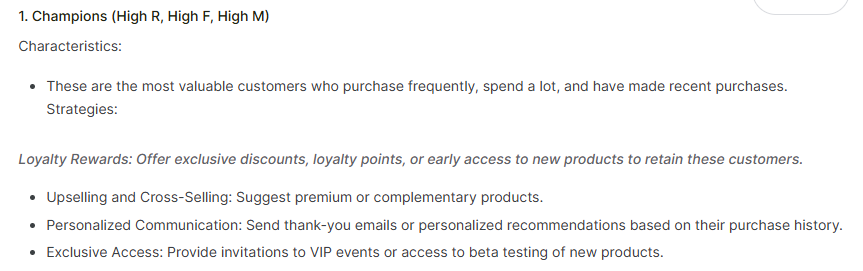 1. Champions (High R, High F, High M)
Characteristics:
• These are the most valuable customers who purchase frequently, spend a lot, and have made recent purchases.
Strategies:
Loyalty Rewards: Offer exclusive discounts, loyalty points, or early access to new products to retain these customers.
• Upselling and Cross-Selling: Suggest premium or complementary products.
• Personalized Communication: Send thank-you emails or personalized recommendations based on their purchase history.
• Exclusive Access: Provide invitations to VIP events or access to beta testing of new products.